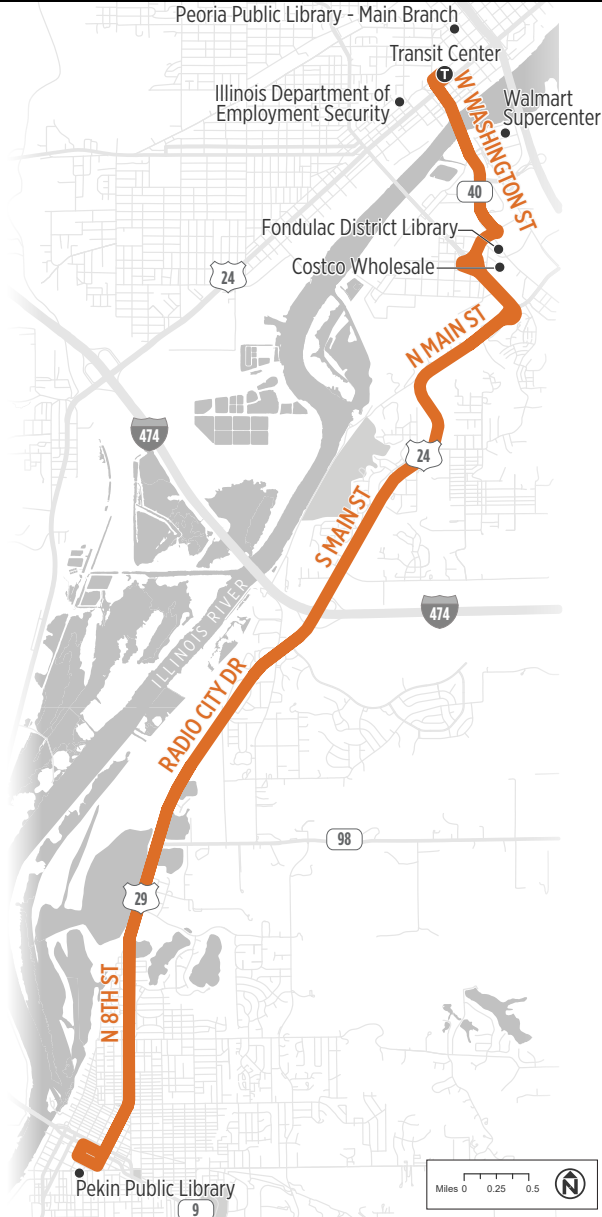 Peoria Public Library - Main Branch
Transit Center
T
Illinois Department of
Employment Security
Walmart
Supercenter
W WASHINGTON ST
40
Fondulac District Library
Costco Wholesale
24
N MAIN ST
474
24
S MAIN ST
ILLINOIS RIVER
474
RADIO CITY DR
98
29
N 8TH ST
Pekin Public Library
9
Miles 0 0.25 0.5
N